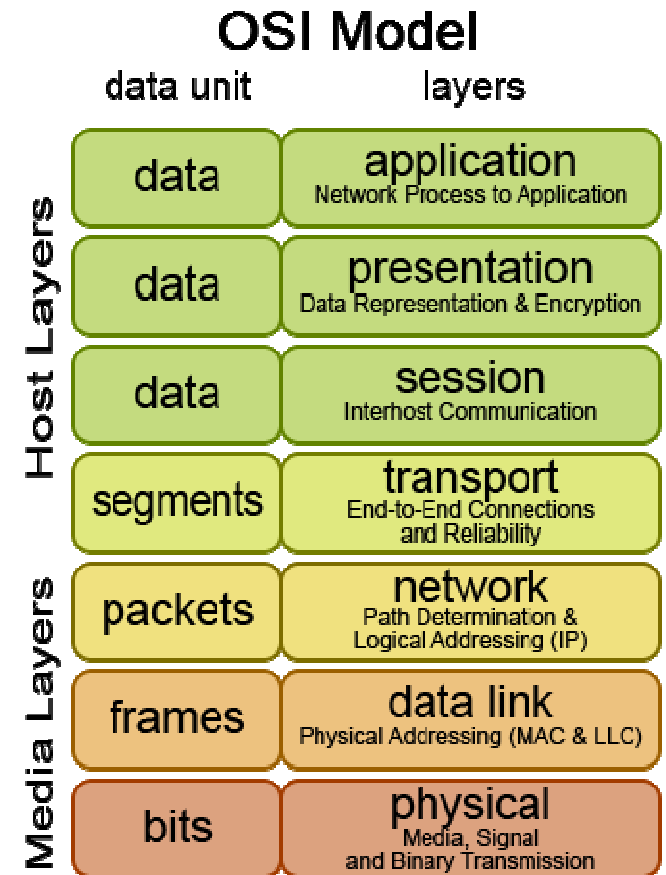 OSI Model
data unit layers
Host Layers
data
application
Network Process to Application
data
presentation
Data Representation & Encryption
data
session
Interhost Communication
segments
transport
End-to-End Connections
and Reliability
Media Layers
packets
network
Path Determination &
Logical Addressing (IP)
frames
data link
Physical Addressing (MAC & LLC)
bits
physical
Media, Signal
and Binary Transmission